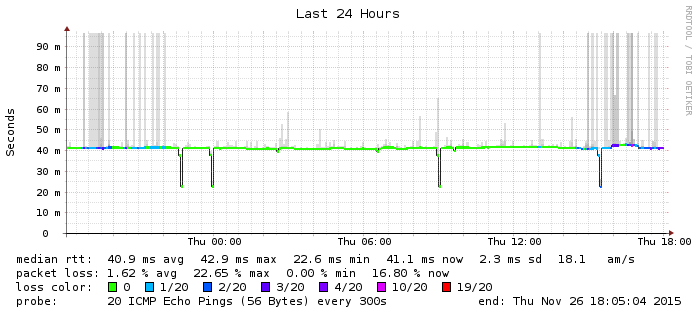 Last 24 Hours
RRDTOOL / TOBI OETIKER
Seconds
90 m
80 m
70 m
60 m
50 m
40 m
30 m
20 m
10 m
0
Thu 00:00 Thu 06:00 Thu 12:00 Thu 18:00
median rtt: 40.9 ms avg 42.9 ms max 22.6 ms min 41.1 ms now 2.3 ms sd 18.1 am/s
packet loss: 1.62 % avg 22.65 % max 0.00 % min 16.80 % now
loss color: 0 1/20 2/20 3/20 4/20 10/20 19/20
probe: 20 ICMP Echo Pings (56 Bytes) every 300s end: Thu Nov 26 18:05:04 2015